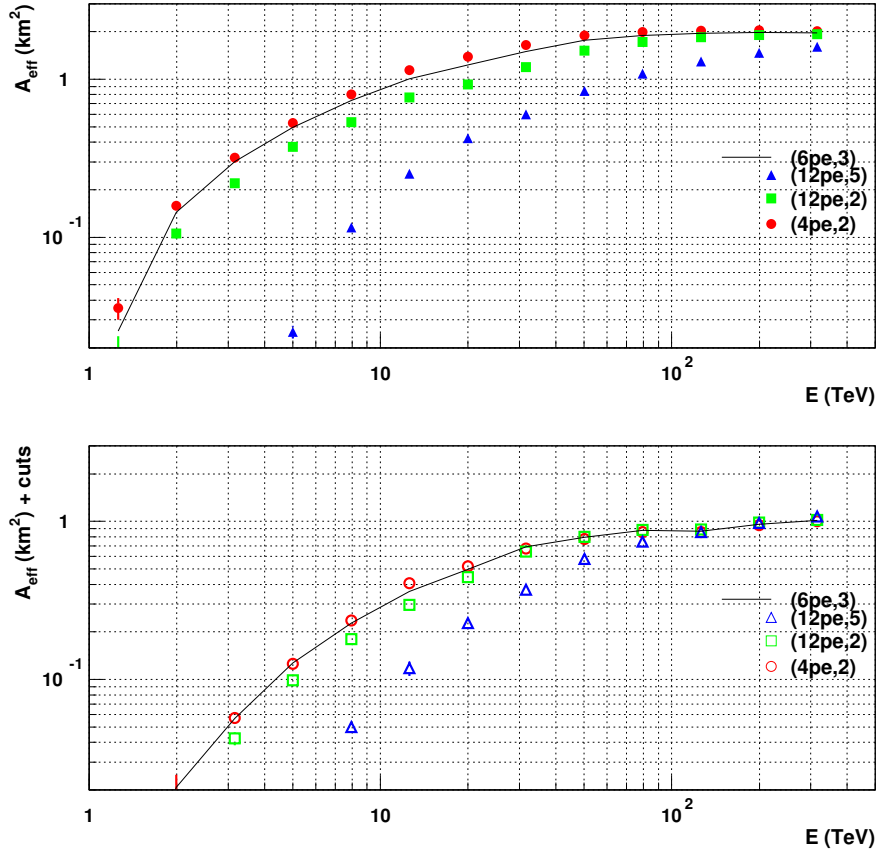 A_eff (km²)
1
10⁻¹
(6pe,3)
(12pe,5)
(12pe,2)
(4pe,2)
1 10 10²
E (TeV)
A_eff (km²) + cuts
1
10⁻¹
(6pe,3)
(12pe,5)
(12pe,2)
(4pe,2)
1 10 10²
E (TeV)